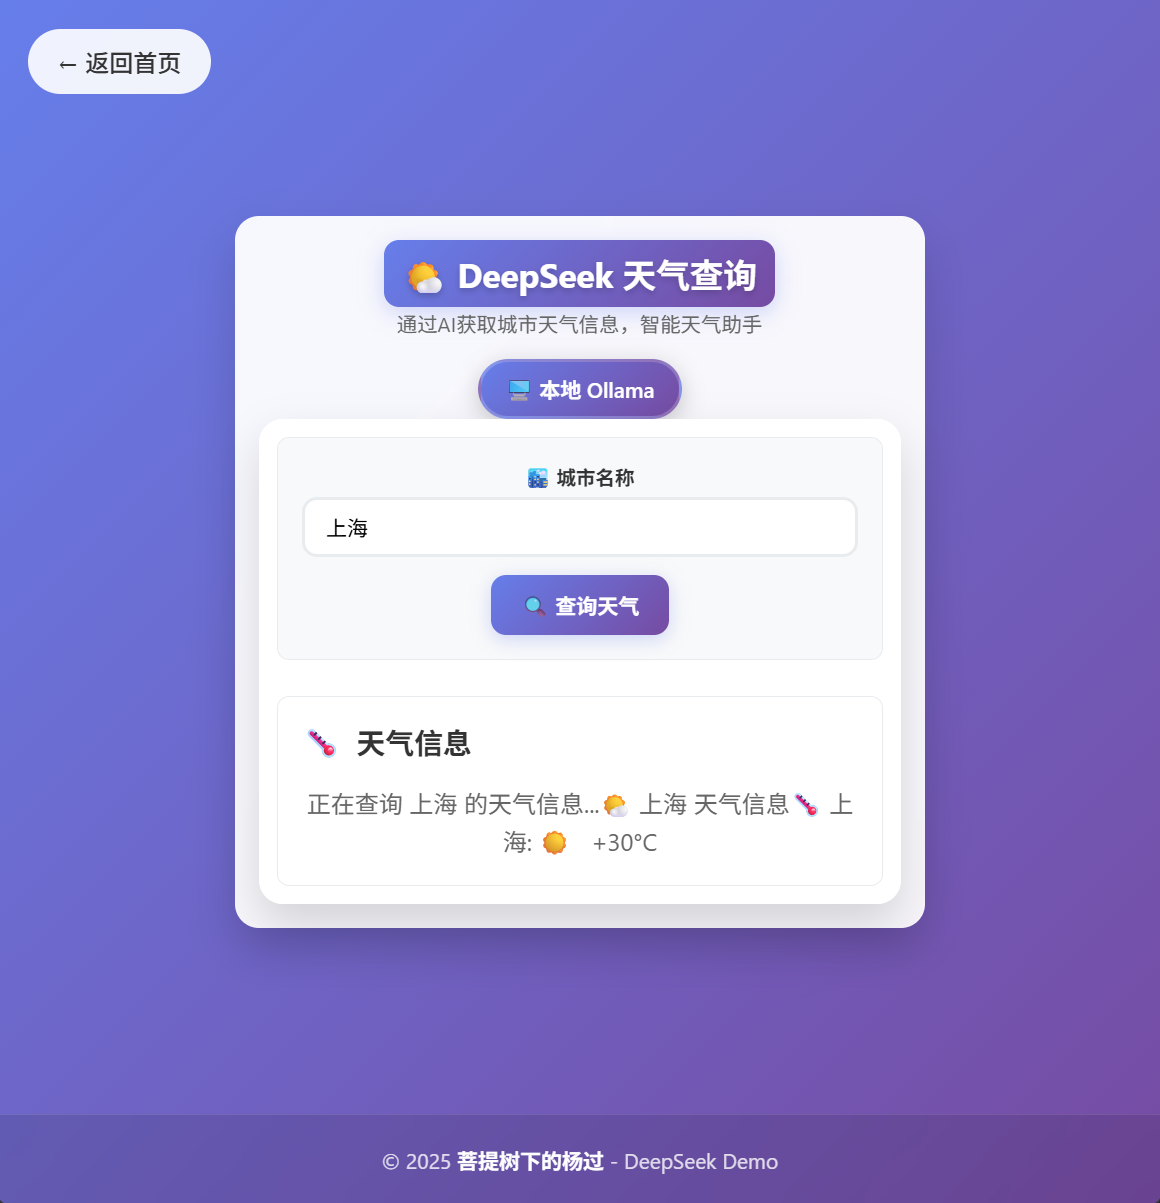 ← 返回首页
🌤️ DeepSeek 天气查询
通过AI获取城市天气信息，智能天气助手
🖥️ 本地 Ollama
🏙️ 城市名称
上海
🔍 查询天气
🌡️ 天气信息
正在查询 上海 的天气信息...🌤️ 上海 天气信息🌡️ 上
海: ☀️ +30°C
© 2025 菩提树下的杨过 - DeepSeek Demo